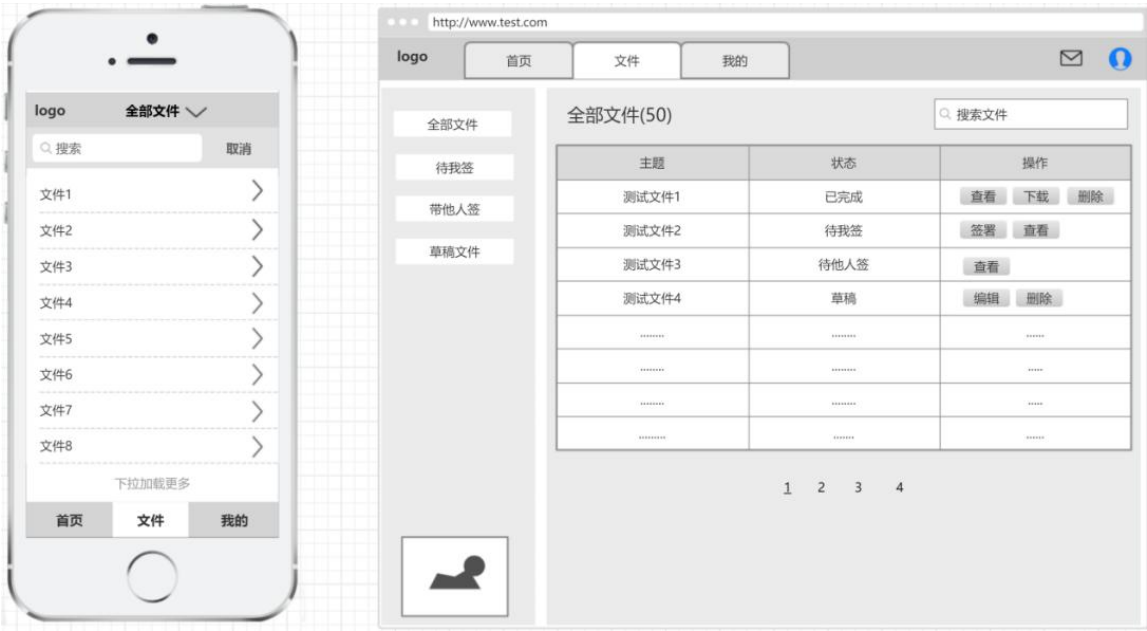 logo 全部文件
搜索 取消
文件1
文件2
文件3
文件4
文件5
文件6
文件7
文件8
下拉加载更多
首页 文件 我的
http://www.test.com
logo 首页 文件 我的
全部文件
待我签
带他人签
草稿文件
全部文件(50) 搜索文件
主题 状态 操作
测试文件1 已完成 查看 下载 删除
测试文件2 待我签 签署 查看
测试文件3 待他人签 查看
测试文件4 草稿 编辑 删除
........ ........ ......
........ ........ .....
........ ........ .....
......... ....... ......
1 2 3 4